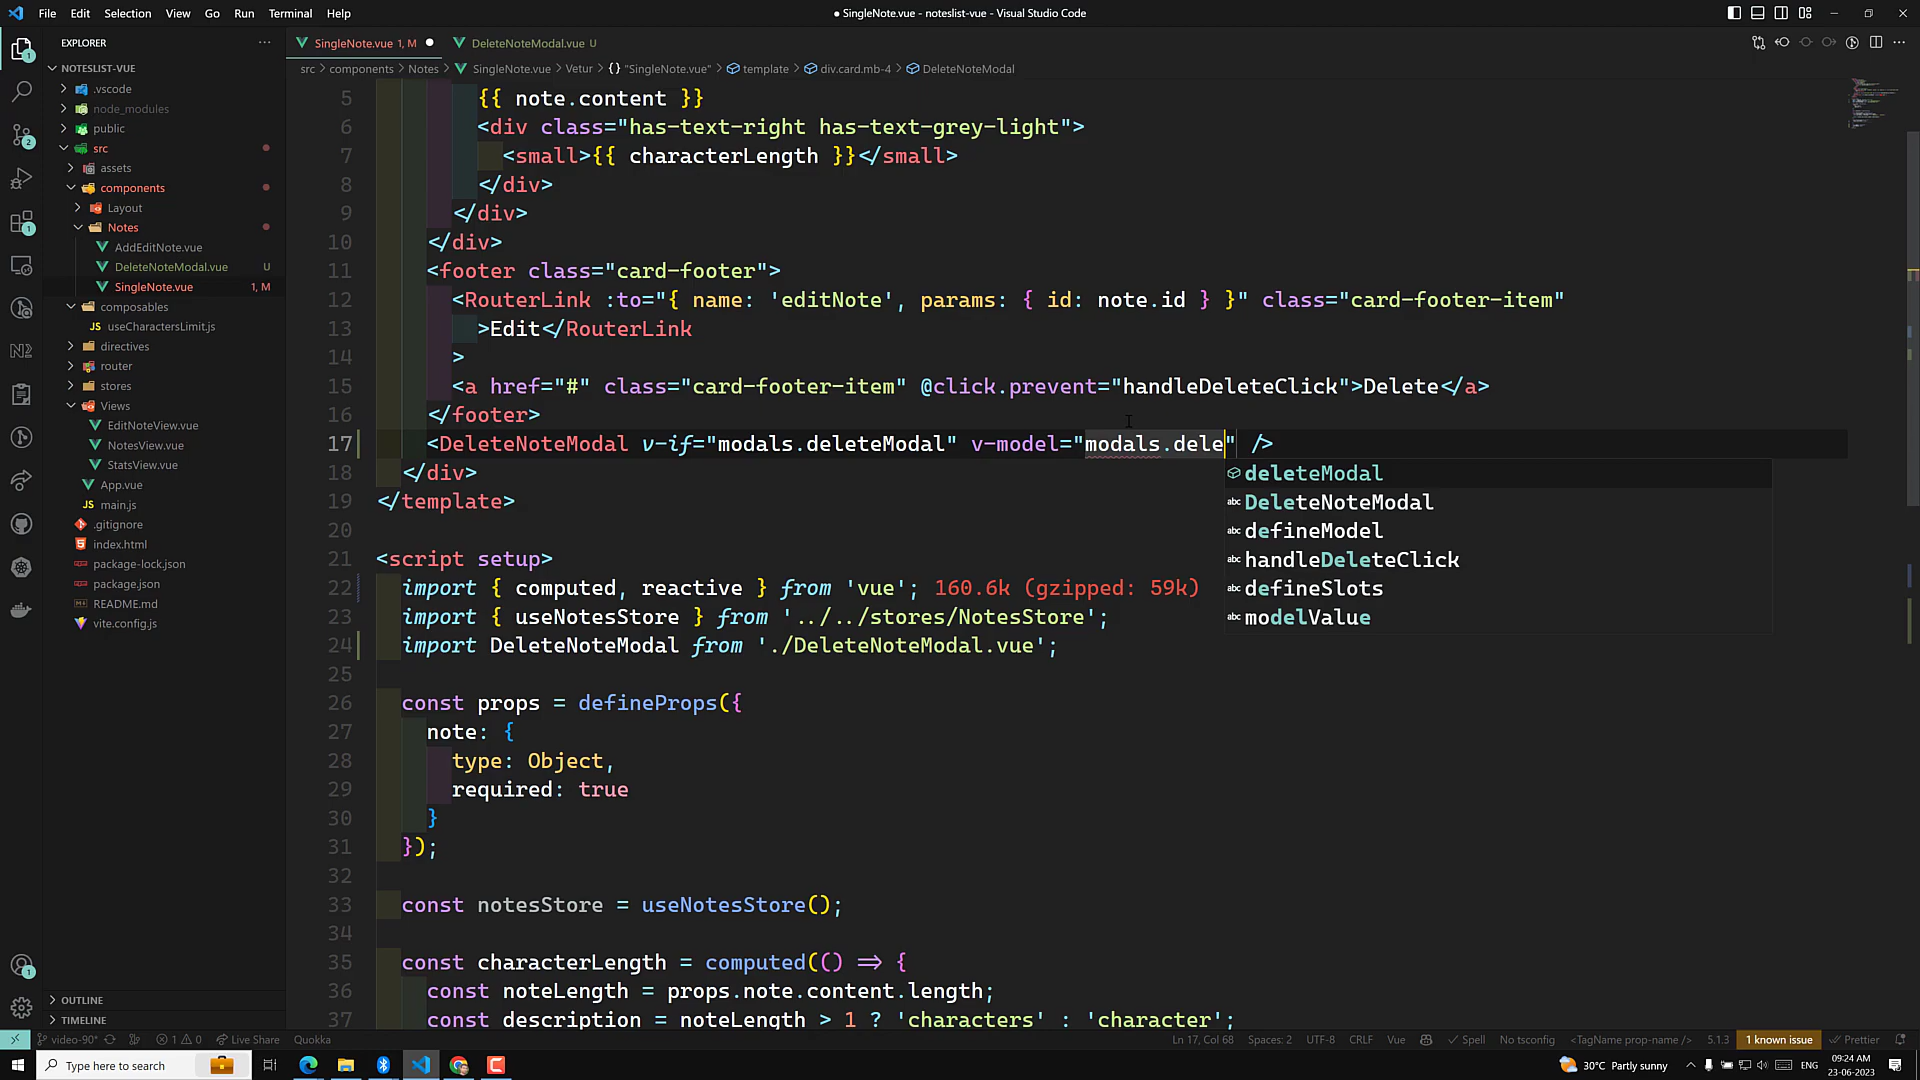 File Edit Selection View Go Run Terminal Help
● SingleNote.vue - noteslist-vue - Visual Studio Code
EXPLORER
SingleNote.vue 1, M
DeleteNoteModal.vue U
src > components > Notes > SingleNote.vue > Vetur > {} "SingleNote.vue" > template > div.card.mb-4 > DeleteNoteModal
NOTESLIST-VUE
.vscode
node_modules
public
src
assets
components
Layout
Notes
AddEditNote.vue
DeleteNoteModal.vue U
SingleNote.vue 1, M
composables
useCharactersLimit.js
directives
router
stores
Views
EditNoteView.vue
NotesView.vue
StatsView.vue
App.vue
main.js
.gitignore
index.html
package-lock.json
package.json
README.md
vite.config.js
OUTLINE
TIMELINE
5 {{ note.content }}
6 <div class="has-text-right has-text-grey-light">
7 <small>{{ characterLength }}</small>
8 </div>
9 </div>
10 </div>
11 <footer class="card-footer">
12 <RouterLink :to="{ name: 'editNote', params: { id: note.id } }" class="card-footer-item"
13 >Edit</RouterLink
14 >
15 <a href="#" class="card-footer-item" @click.prevent="handleDeleteClick">Delete</a>
16 </footer>
17 <DeleteNoteModal v-if="modals.deleteModal" v-model="modals.dele" />
18 </div>
19 </template>
20
21 <script setup>
22 import { computed, reactive } from 'vue'; 160.6k (gzipped: 59k)
23 import { useNotesStore } from '../../stores/NotesStore';
24 import DeleteNoteModal from './DeleteNoteModal.vue';
25
26 const props = defineProps({
27 note: {
28 type: Object,
29 required: true
30 }
31 });
32
33 const notesStore = useNotesStore();
34
35 const characterLength = computed(() => {
36 const noteLength = props.note.content.length;
37 const description = noteLength > 1 ? 'characters' : 'character';
deleteModal
abc DeleteNoteModal
abc defineModel
abc handleDeleteClick
abc defineSlots
abc modelValue
video-90* 1 0 Live Share Quokka
Ln 17, Col 68 Spaces: 2 UTF-8 CRLF Vue Spell No tsconfig <TagName prop-name /> 5.1.3 1 known issue Prettier
Type here to search
30°C Partly sunny ENG 09:24 AM
23-06-2023